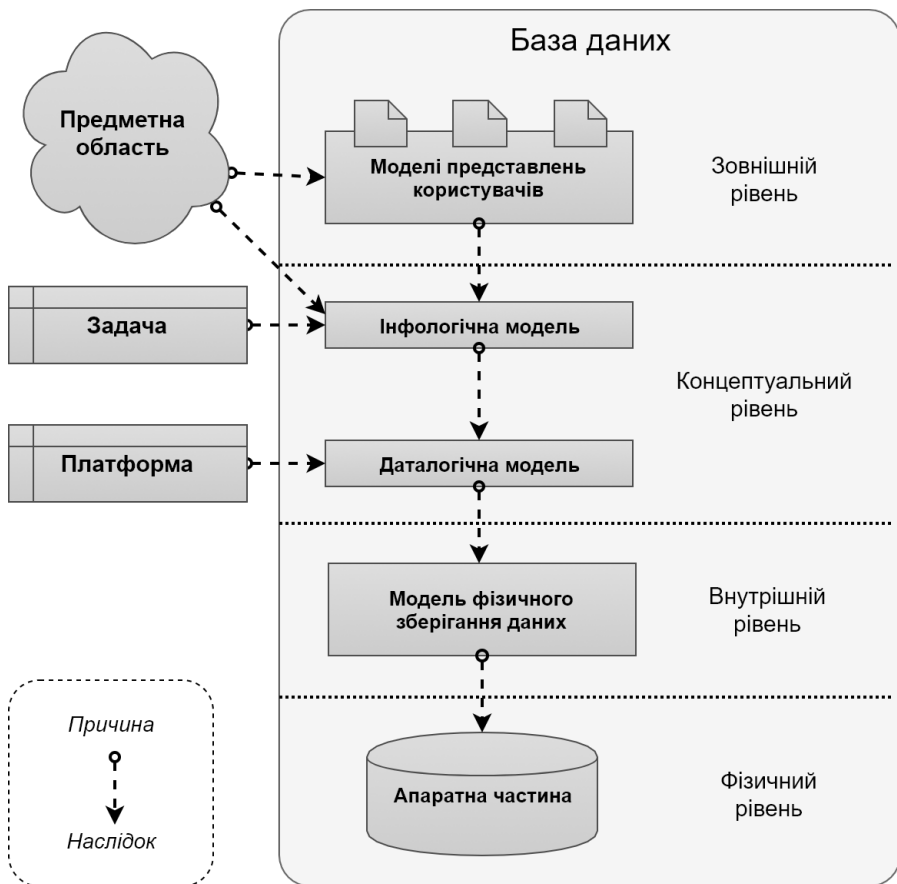 База даних
Предметна
область
Моделі представлень
користувачів
Зовнішній
рівень
Задача
Інфологічна модель
Концептуальний
рівень
Платформа
Даталогічна модель
Модель фізичного
зберігання даних
Внутрішній
рівень
Причина
Наслідок
Апаратна частина
Фізичний
рівень